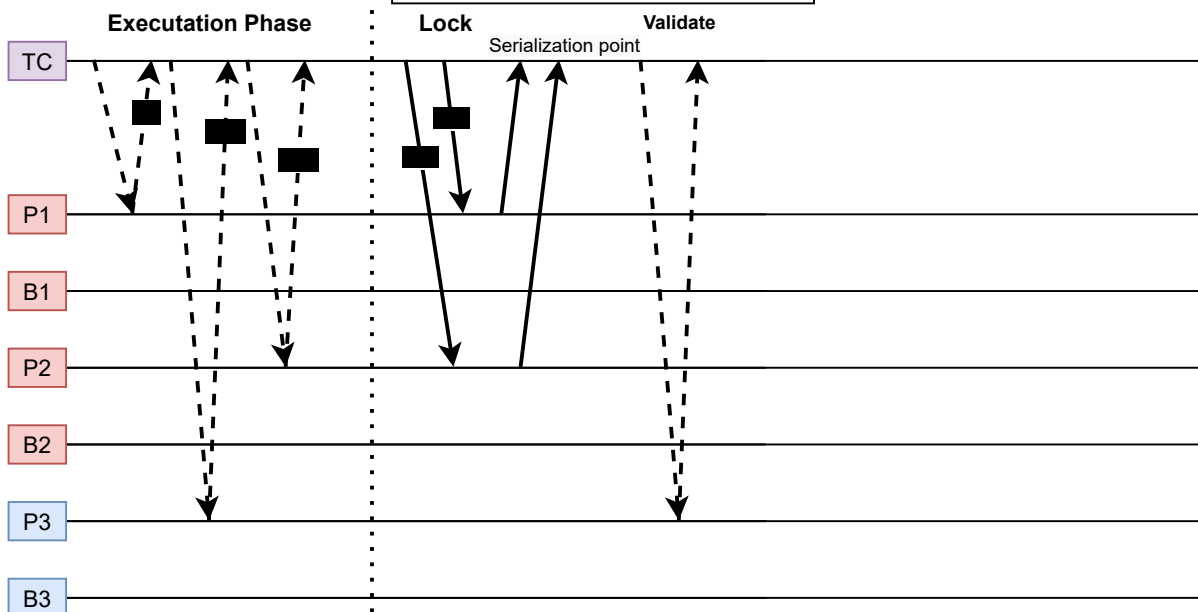 Executation Phase
Lock
Validate
Serialization point
TC
P1
B1
P2
B2
P3
B3